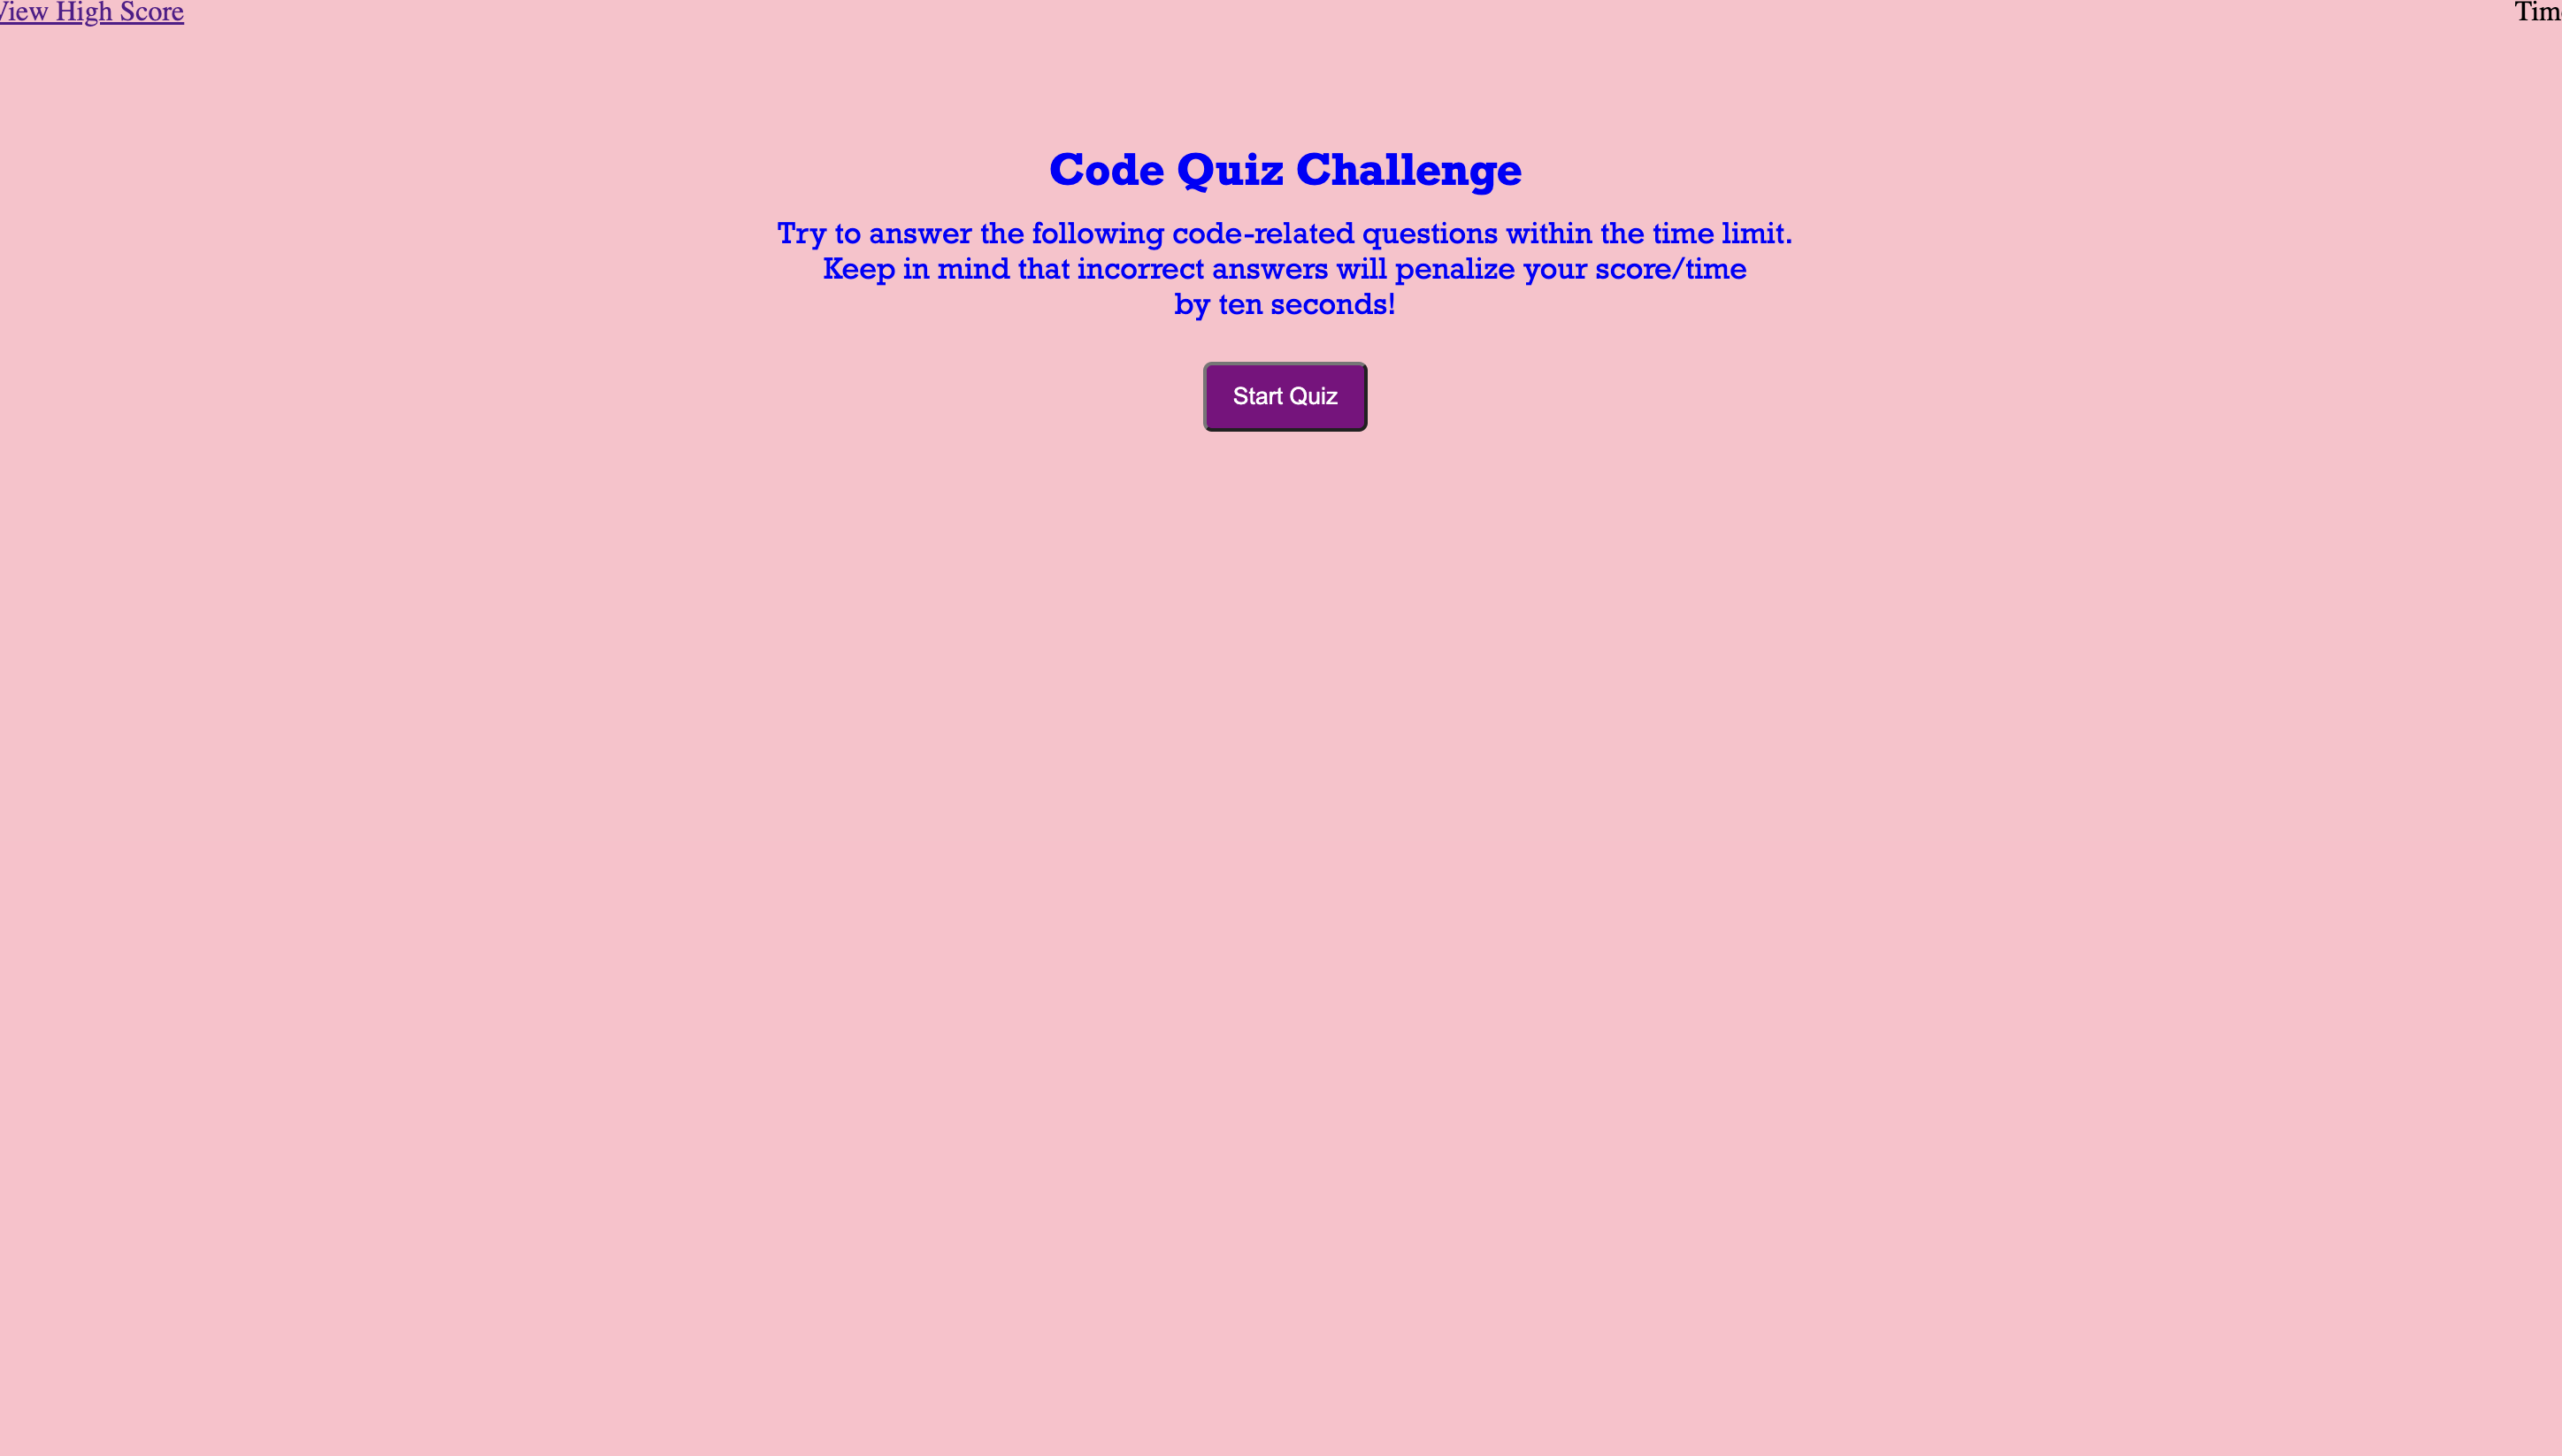 View High Score
Time
Code Quiz Challenge
Try to answer the following code-related questions within the time limit.
Keep in mind that incorrect answers will penalize your score/time
by ten seconds!
Start Quiz